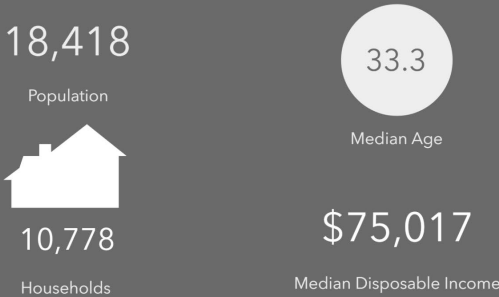 18,418
Population
33.3
Median Age
10,778
Households
$75,017
Median Disposable Income